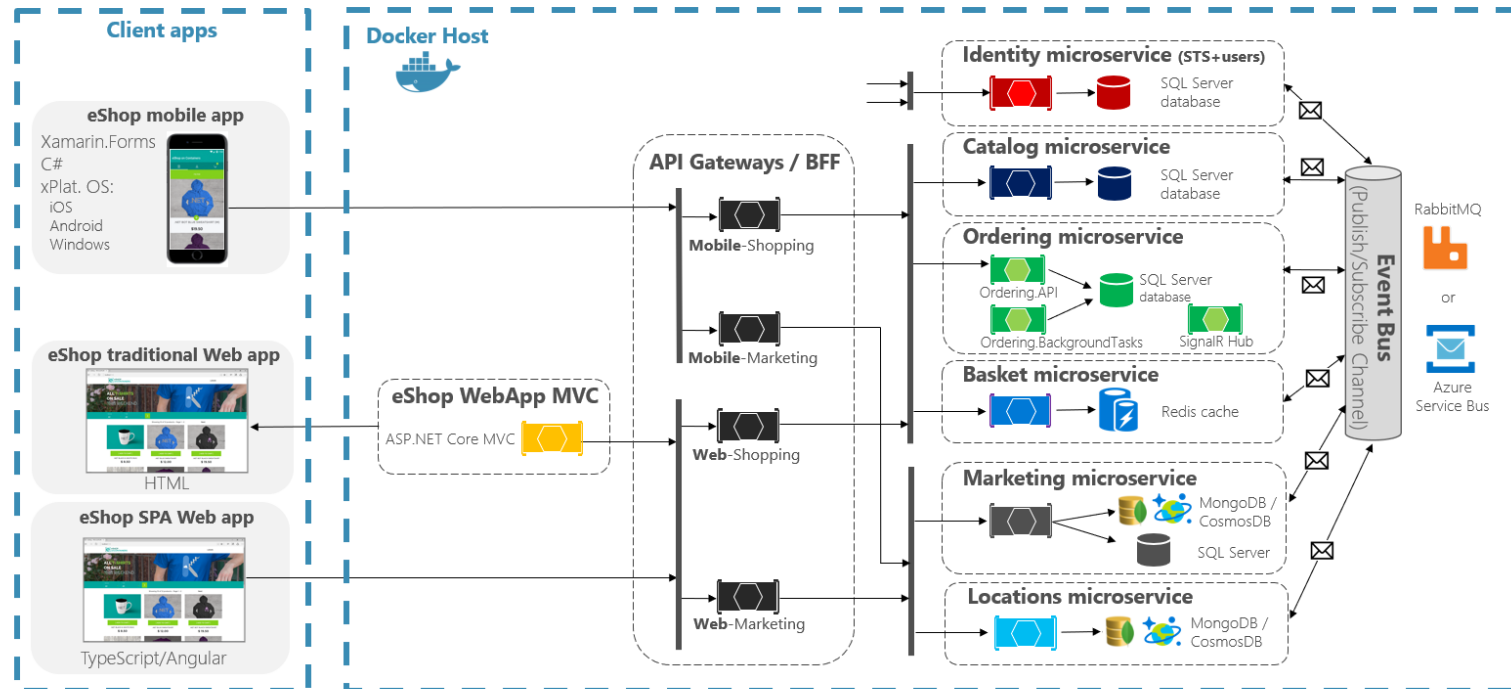 Client apps
eShop mobile app
Xamarin.Forms
C#
xPlat. OS:
iOS
Android
Windows
eShop traditional Web app
HTML
eShop SPA Web app
TypeScript/Angular
Docker Host
eShop WebApp MVC
ASP.NET Core MVC
API Gateways / BFF
Mobile-Shopping
Mobile-Marketing
Web-Shopping
Web-Marketing
Identity microservice (STS+users)
SQL Server
database
Catalog microservice
SQL Server
database
Ordering microservice
Ordering.API
SQL Server
database
Ordering.BackgroundTasks
SignalR Hub
Basket microservice
Redis cache
Marketing microservice
MongoDB /
CosmosDB
SQL Server
Locations microservice
MongoDB /
CosmosDB
Event Bus
(Publish/Subscribe Channel)
RabbitMQ
or
Azure
Service Bus